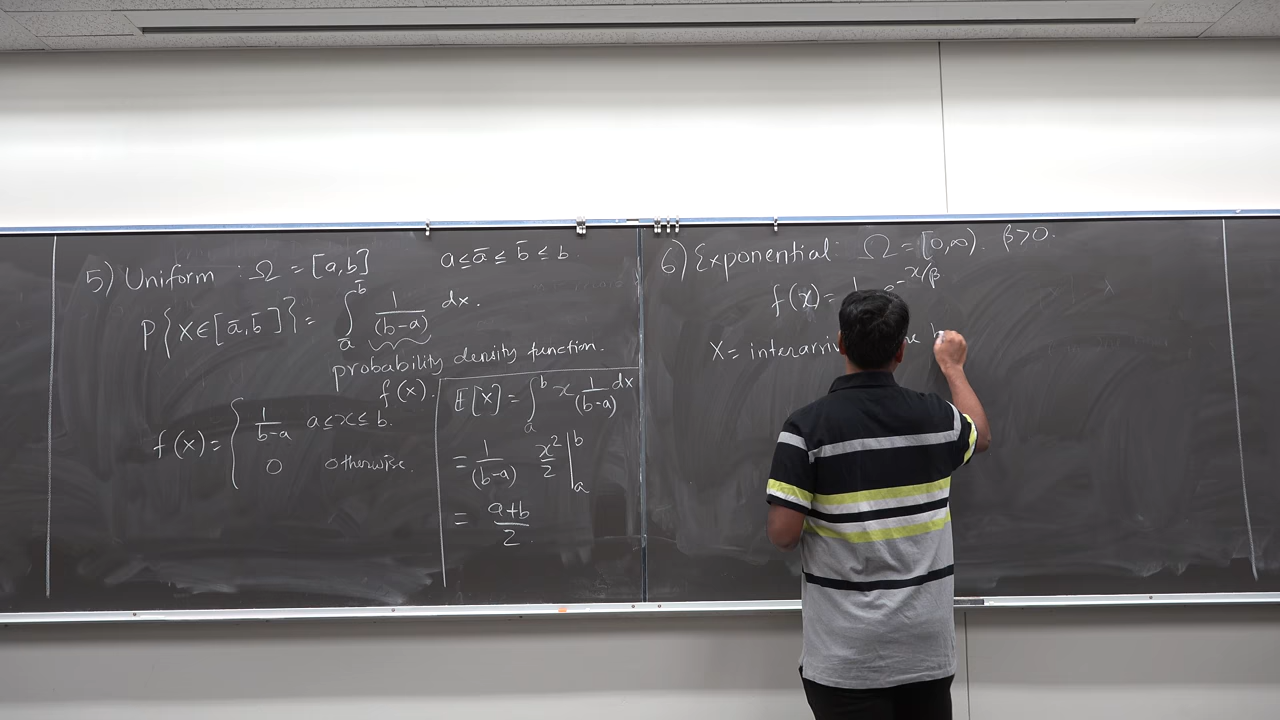 5) Uniform : Ω = [a,b] a ≤ a̅ ≤ b̅ ≤ b
P{X∈[a̅,b̅]} = ∫_a̅^b̅ 1/(b-a) dx.
probability density function.
f(x).
f(x) = { 1/(b-a) a≤x≤b.
0 otherwise.
E[X] = ∫_a^b x 1/(b-a) dx
= 1/(b-a) x²/2 |_a^b
= (a+b)/2
6) Exponential: Ω = [0,∞). β>0.
f(x) = e^{-x/β}
X =